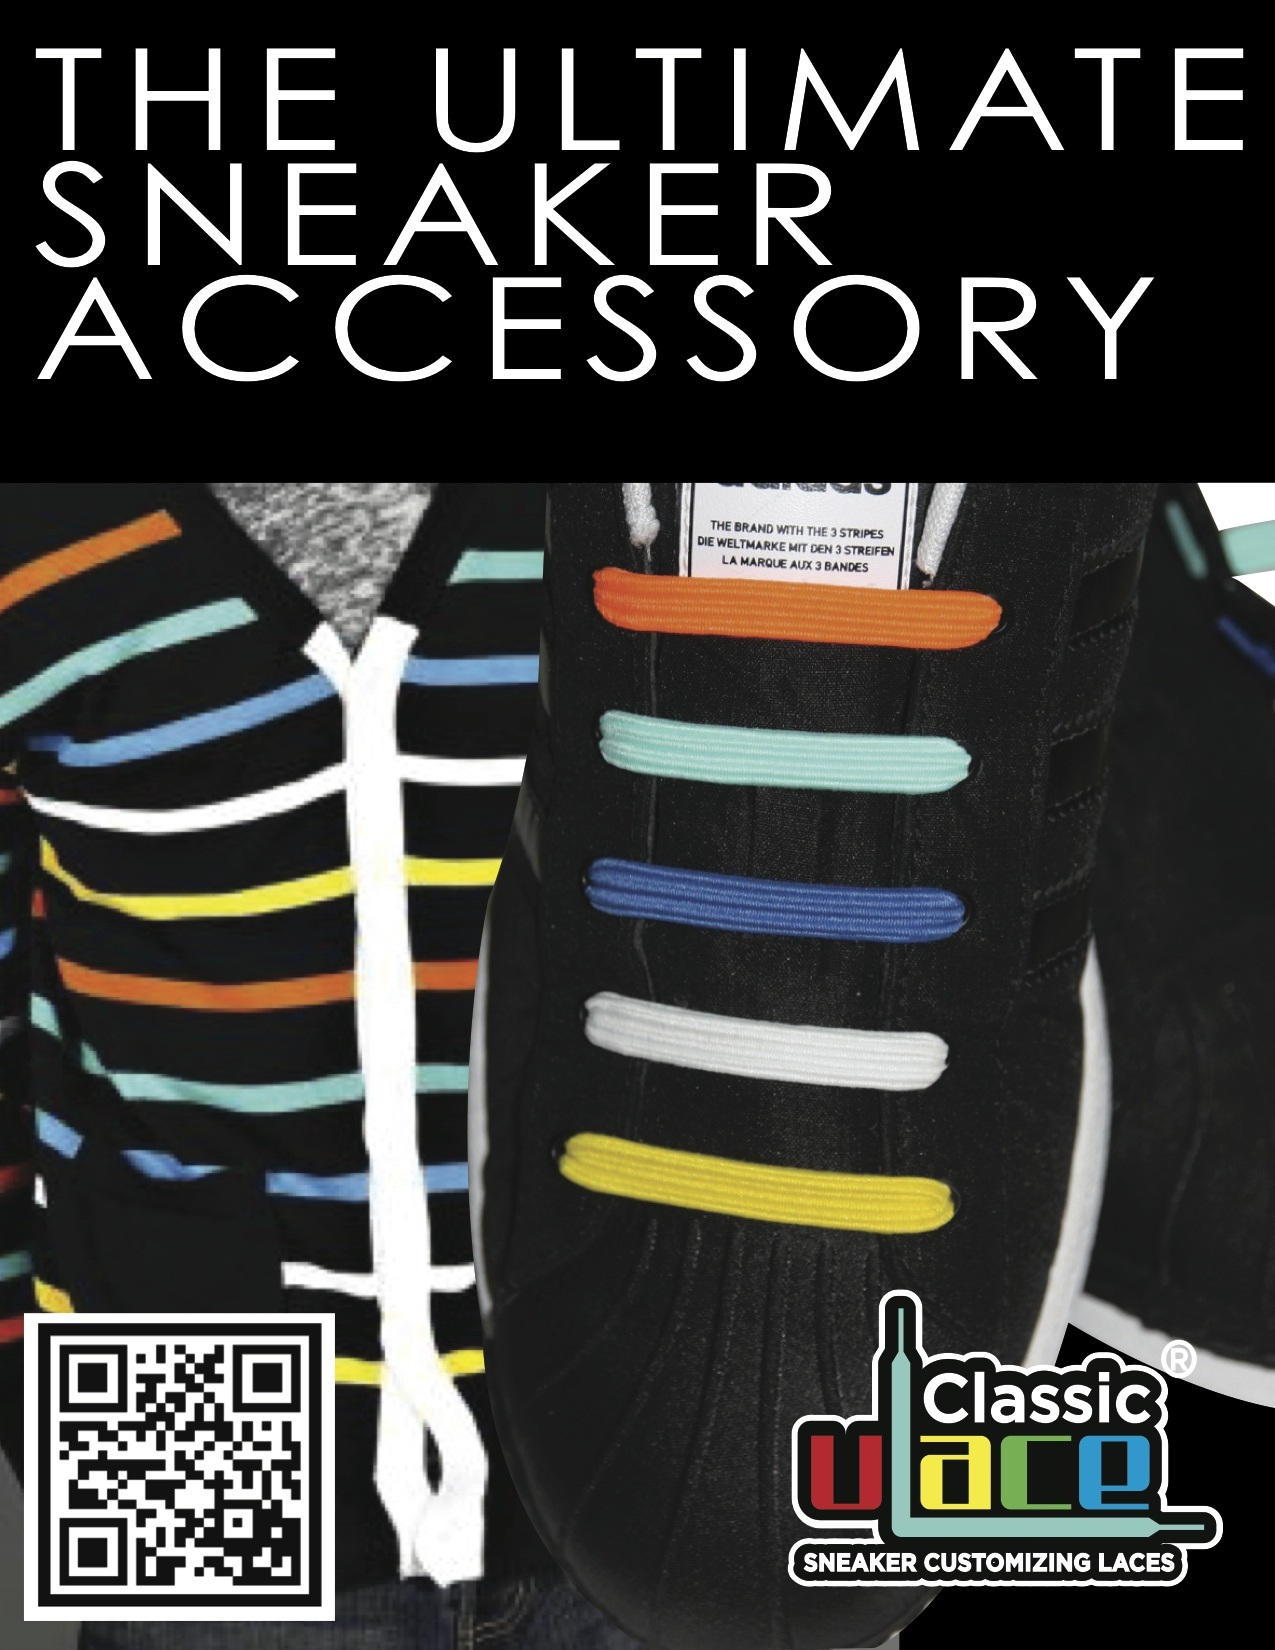 THE ULTIMATE
SNEAKER
ACCESSORY
THE BRAND WITH THE 3 STRIPES
DIE WELTMARKE MIT DEN 3 STREIFEN
LA MARQUE AUX 3 BANDES
Classic ®
ulace
SNEAKER CUSTOMIZING LACES